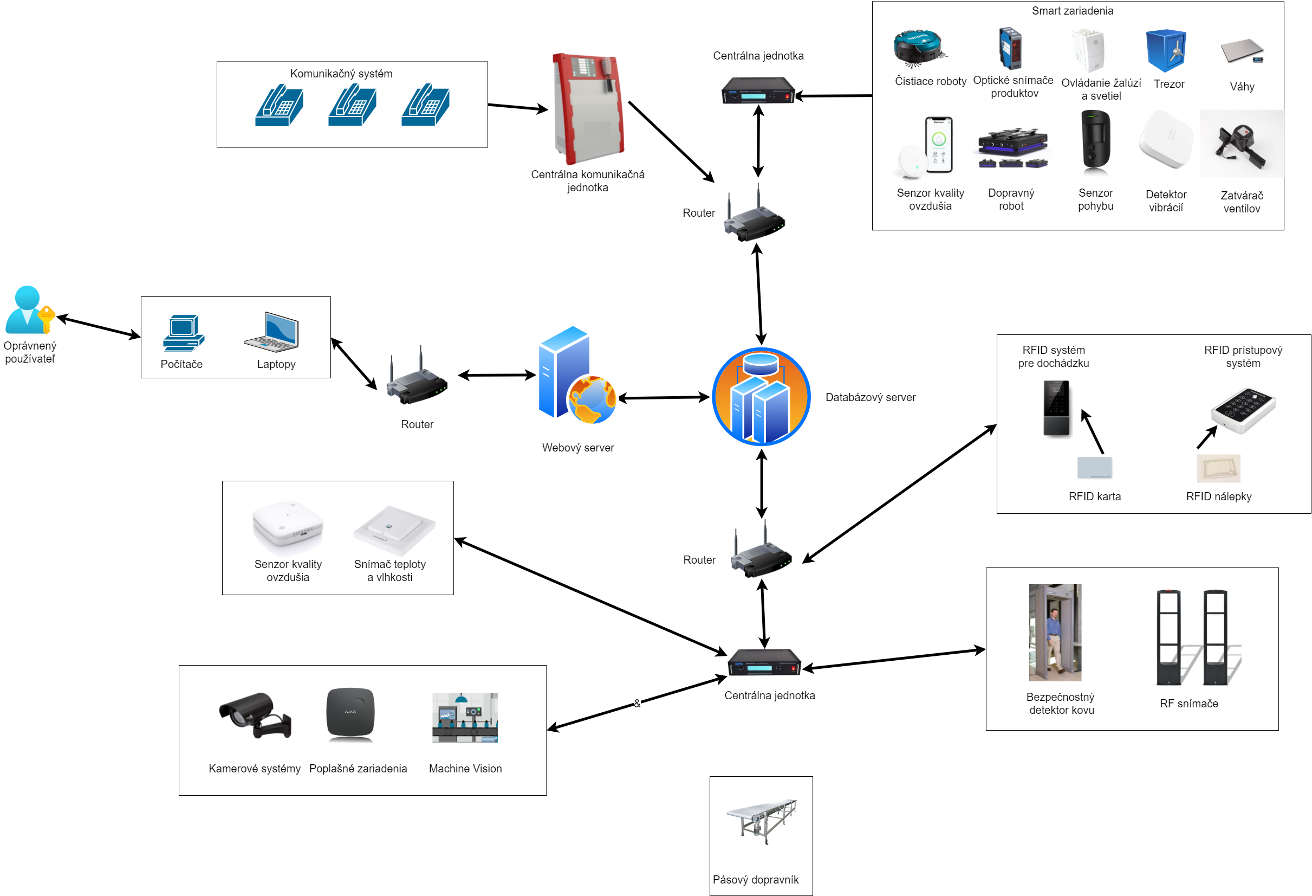 Smart zariadenia
Centrálna jednotka
Komunikačný systém
Čistiace roboty
Optické snímače
produktov
Ovládanie žalúzí
a svetiel
Trezor
Váhy
Centrálna komunikačná
jednotka
Senzor kvality
ovzdušia
Dopravný
robot
Senzor
pohybu
Detektor
vibrácií
Zatvárač
ventilov
Router
Oprávnený
používateľ
Počítače
Laptopy
Router
Webový server
Databázový server
RFID systém
pre dochádzku
RFID prístupový
systém
RFID karta
RFID nálepky
Senzor kvality
ovzdušia
Snímač teploty
a vlhkosti
Router
Centrálna jednotka
Bezpečnostný
detektor kovu
RF snímače
&
AJAX
Kamerové systémy
Poplašné zariadenia
Machine Vision
Pásový dopravník